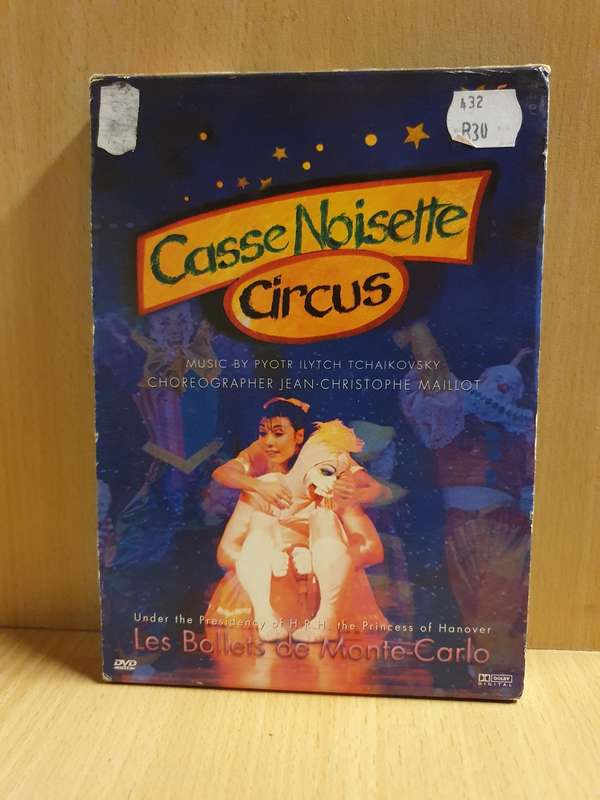 432
R30
Casse Noisette
Circus
MUSIC BY PYOTR ILYTCH TCHAIKOVSKY
CHOREOGRAPHER JEAN-CHRISTOPHE MAILLOT
Under the Presidency of H.R.H. the Princess of Hanover
Les Ballets de Monte-Carlo
DVD
DOLBY
DIGITAL